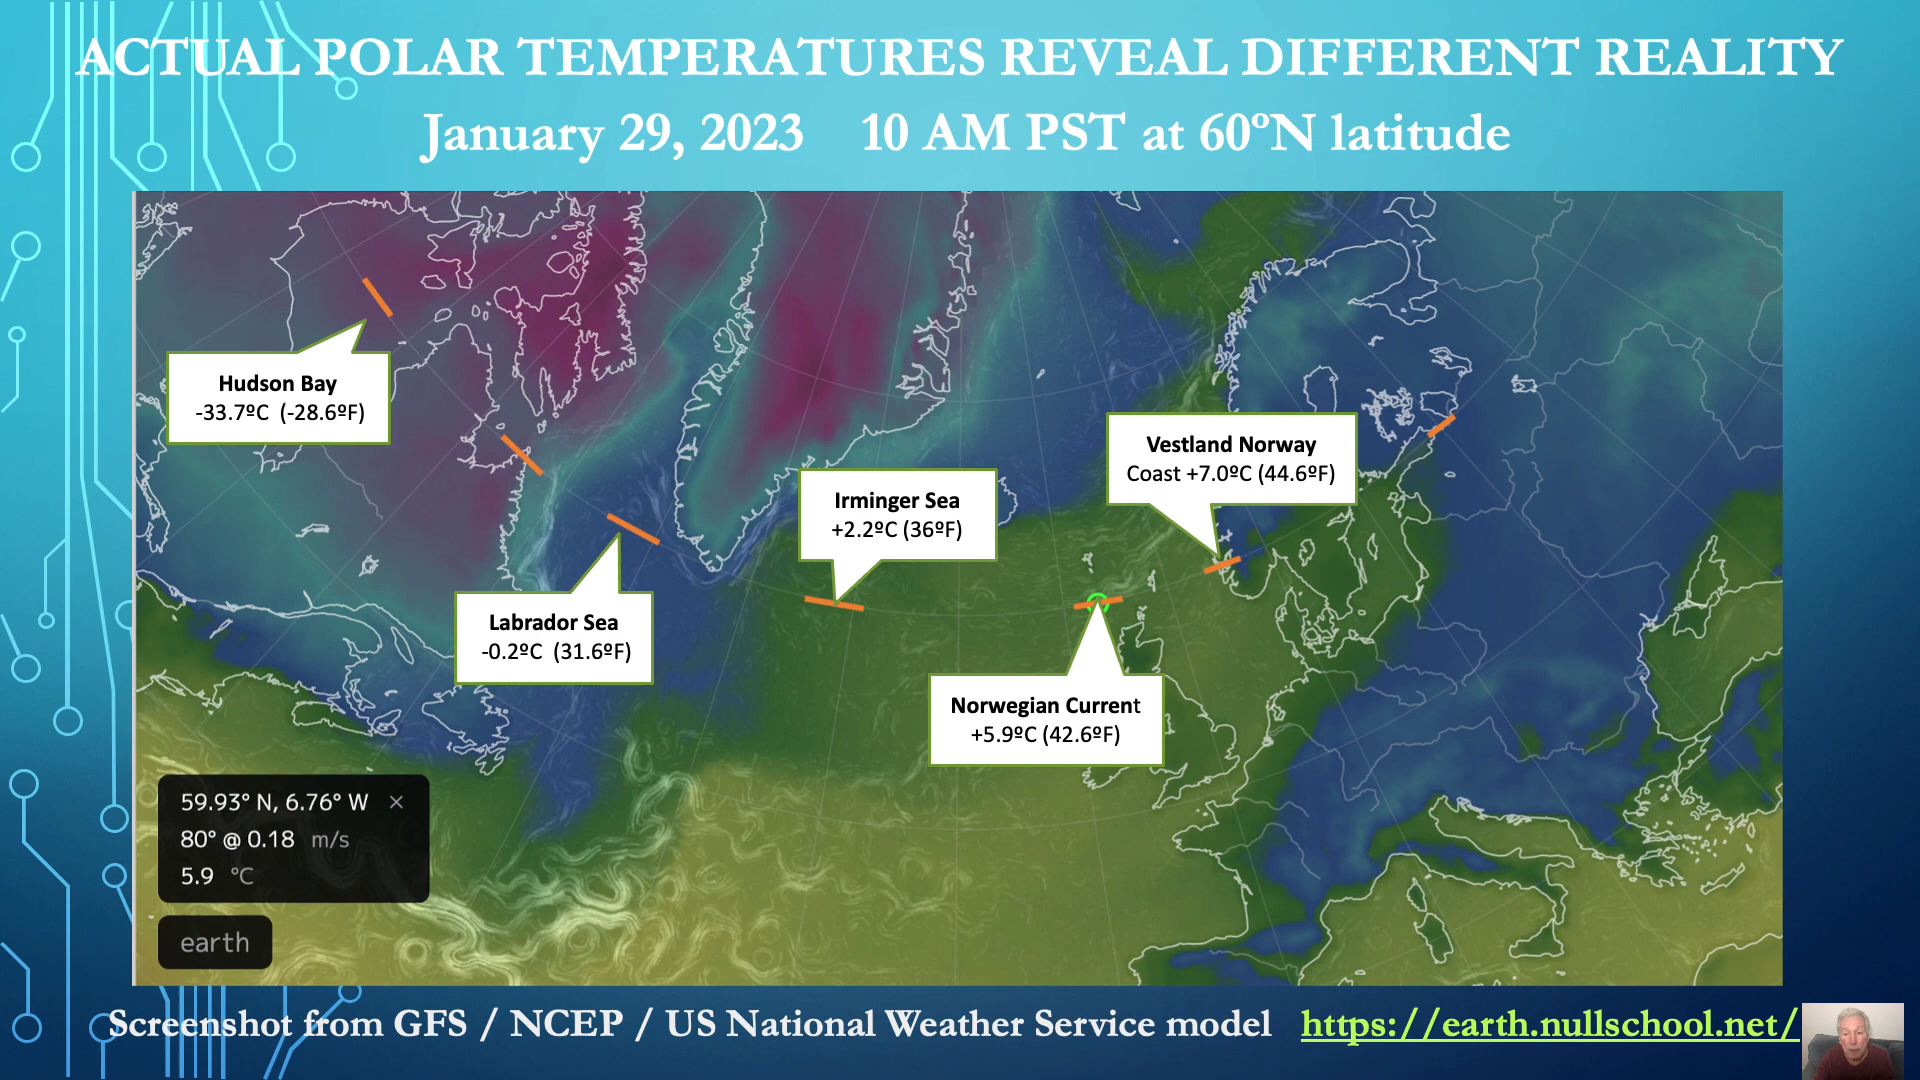 ACTUAL POLAR TEMPERATURES REVEAL DIFFERENT REALITY
January 29, 2023 10 AM PST at 60ºN latitude
Hudson Bay
-33.7ºC (-28.6ºF)
Vestland Norway
Coast +7.0ºC (44.6ºF)
Irminger Sea
+2.2ºC (36ºF)
Labrador Sea
-0.2ºC (31.6ºF)
Norwegian Current
+5.9ºC (42.6ºF)
59.93° N, 6.76° W ×
80° @ 0.18 m/s
5.9 °C
earth
Screenshot from GFS / NCEP / US National Weather Service model https://earth.nullschool.net/